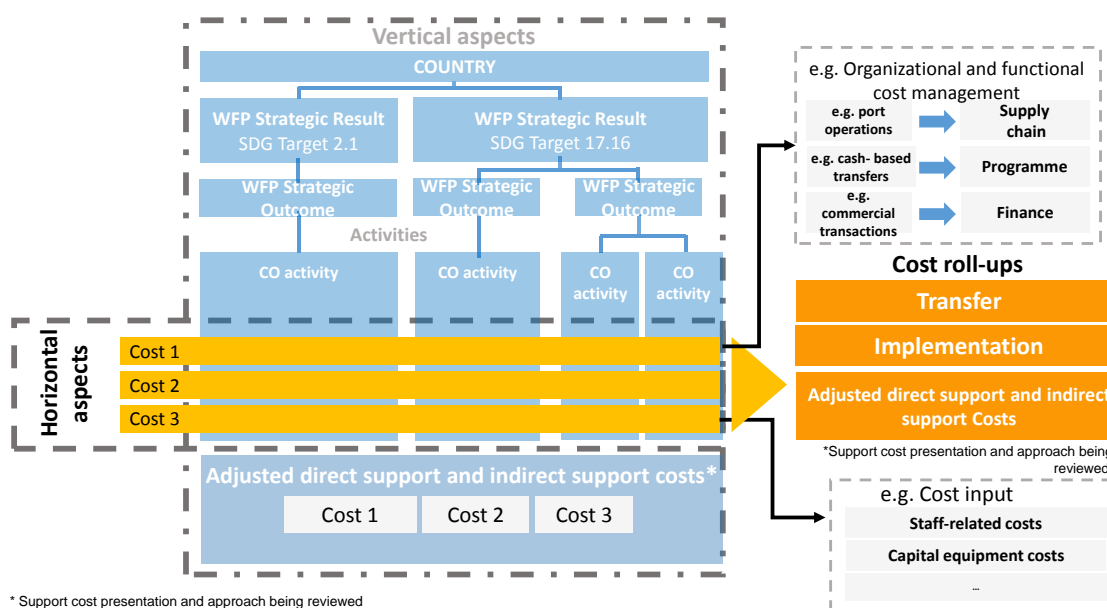 Vertical aspects
COUNTRY
WFP Strategic Result
SDG Target 2.1
WFP Strategic Result
SDG Target 17.16
WFP Strategic
Outcome
WFP Strategic
Outcome
WFP Strategic
Outcome
Activities
CO activity
CO activity
CO
activity
CO
activity
Horizontal
aspects
Cost 1
Cost 2
Cost 3
Adjusted direct support and indirect support costs*
Cost 1
Cost 2
Cost 3
* Support cost presentation and approach being reviewed
e.g. Organizational and functional
cost management
e.g. port
operations
Supply
chain
e.g. cash- based
transfers
Programme
e.g.
commercial
transactions
Finance
Cost roll-ups
Transfer
Implementation
Adjusted direct support and indirect
support Costs
*Support cost presentation and approach being
reviewed
e.g. Cost input
Staff-related costs
Capital equipment costs
…